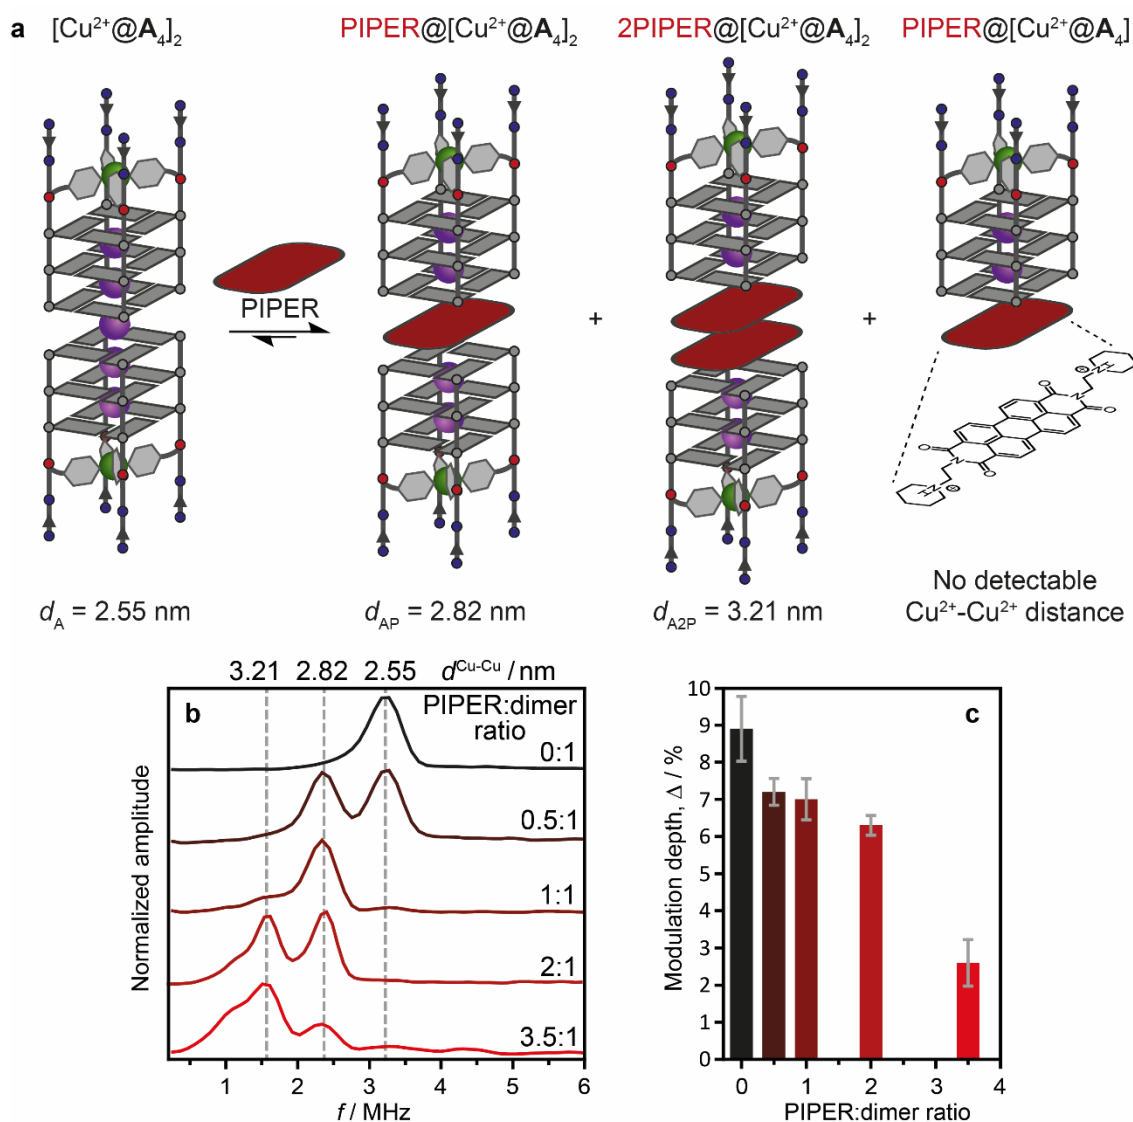 a
[Cu²⁺@A₄]₂
PIPER@[Cu²⁺@A₄]₂
2PIPER@[Cu²⁺@A₄]₂
PIPER@[Cu²⁺@A₄]
PIPER
+
+
O
O
N
N
O
O
N
H
⊕
N
H
⊕
d_A = 2.55 nm
d_AP = 2.82 nm
d_A2P = 3.21 nm
No detectable
Cu²⁺-Cu²⁺ distance
3.21 2.82 2.55 d^Cu-Cu / nm
b
PIPER:dimer
ratio
0:1
0.5:1
1:1
2:1
3.5:1
Normalized amplitude
1 2 3 4 5 6
f / MHz
c
10
9
8
7
6
5
4
3
2
1
0
Modulation depth, Δ / %
0 1 2 3 4
PIPER:dimer ratio